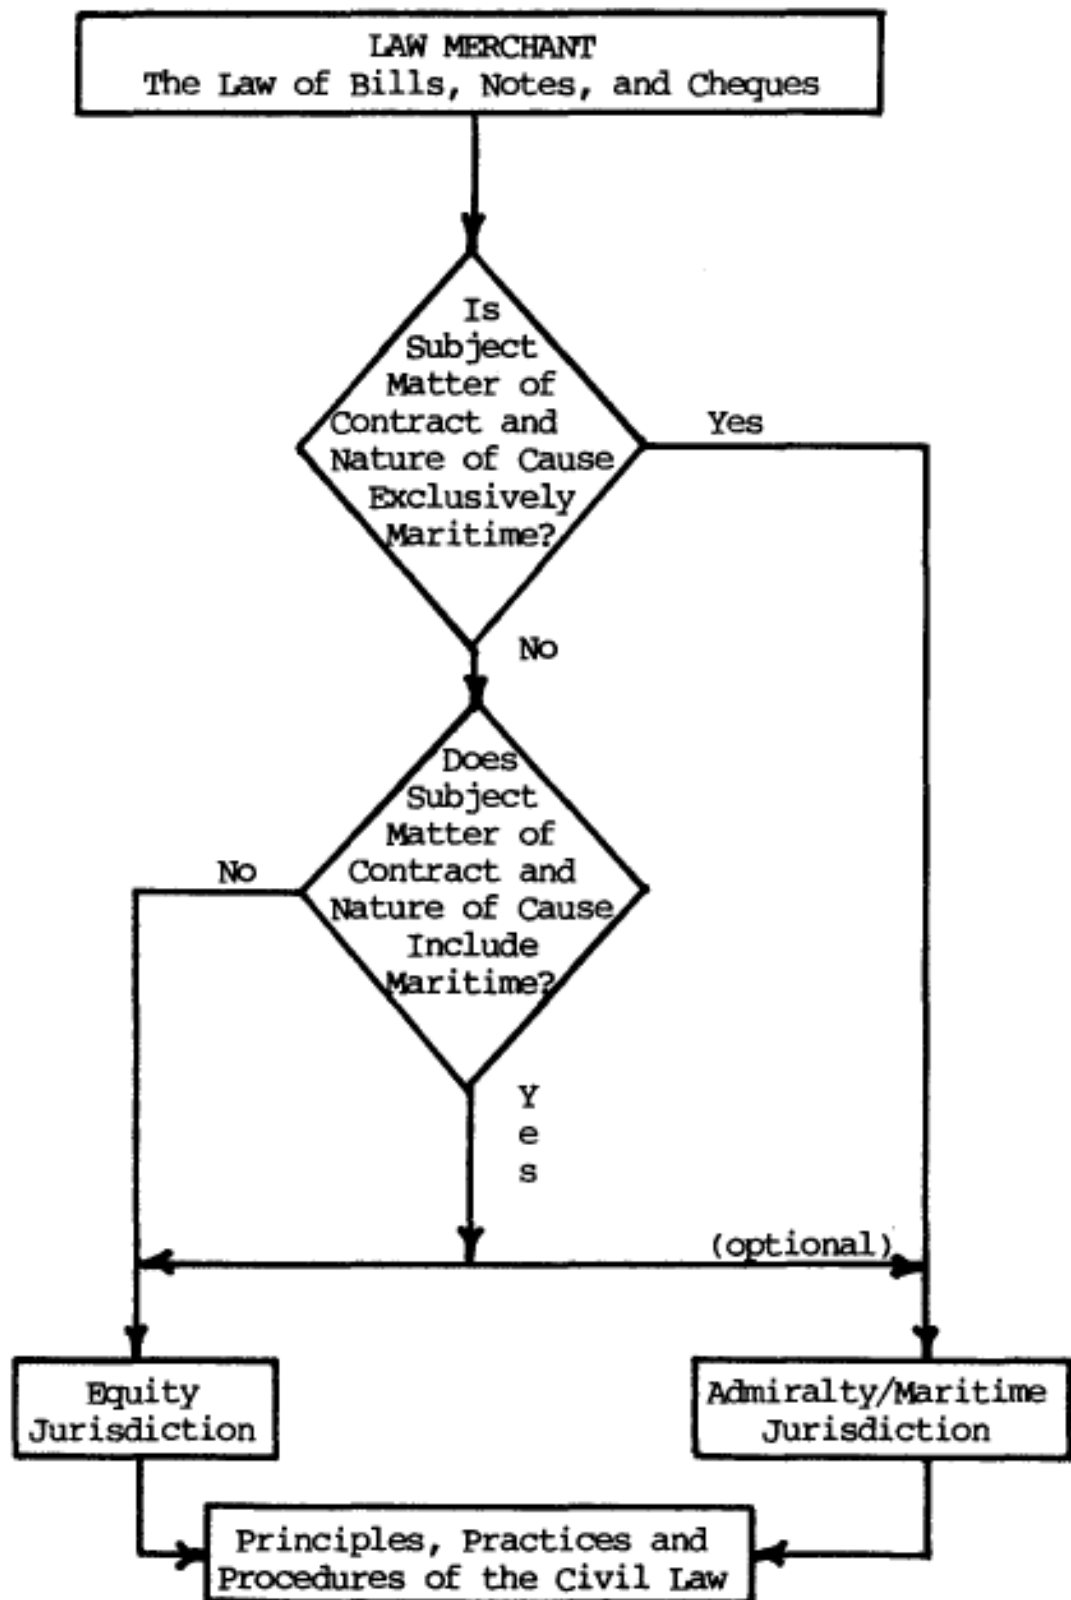 LAW MERCHANT
The Law of Bills, Notes, and Cheques
Is
Subject
Matter of
Contract and
Nature of Cause
Exclusively
Maritime?
Yes
No
Does
Subject
Matter of
Contract and
Nature of Cause
Include
Maritime?
No
Y
e
s
(optional)
Equity
Jurisdiction
Admiralty/Maritime
Jurisdiction
Principles, Practices and
Procedures of the Civil Law